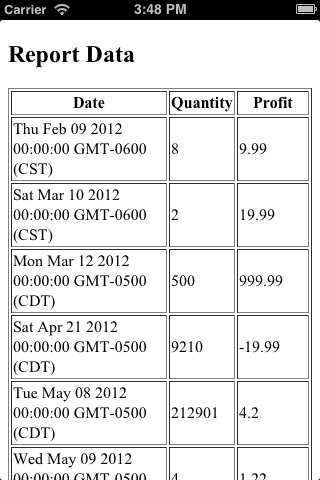 Carrier 3:48 PM
Report Data
Date Quantity Profit
Thu Feb 09 2012
00:00:00 GMT-0600 8 9.99
(CST)
Sat Mar 10 2012
00:00:00 GMT-0600 2 19.99
(CST)
Mon Mar 12 2012
00:00:00 GMT-0500 500 999.99
(CDT)
Sat Apr 21 2012
00:00:00 GMT-0500 9210 -19.99
(CDT)
Tue May 08 2012
00:00:00 GMT-0500 212901 4.2
(CDT)
Wed May 09 2012
00:00:00 GMT-0500 4 1.22